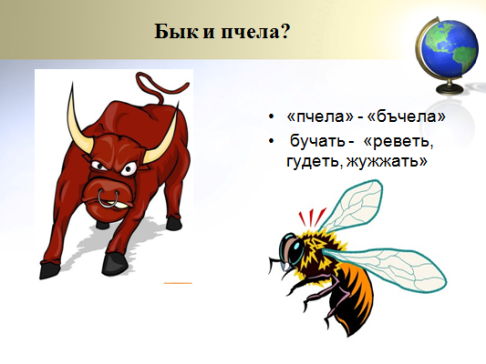 Бык и пчела?
• «пчела» - «бъчела»
• бучать - «реветь,
гудеть, жужжать»